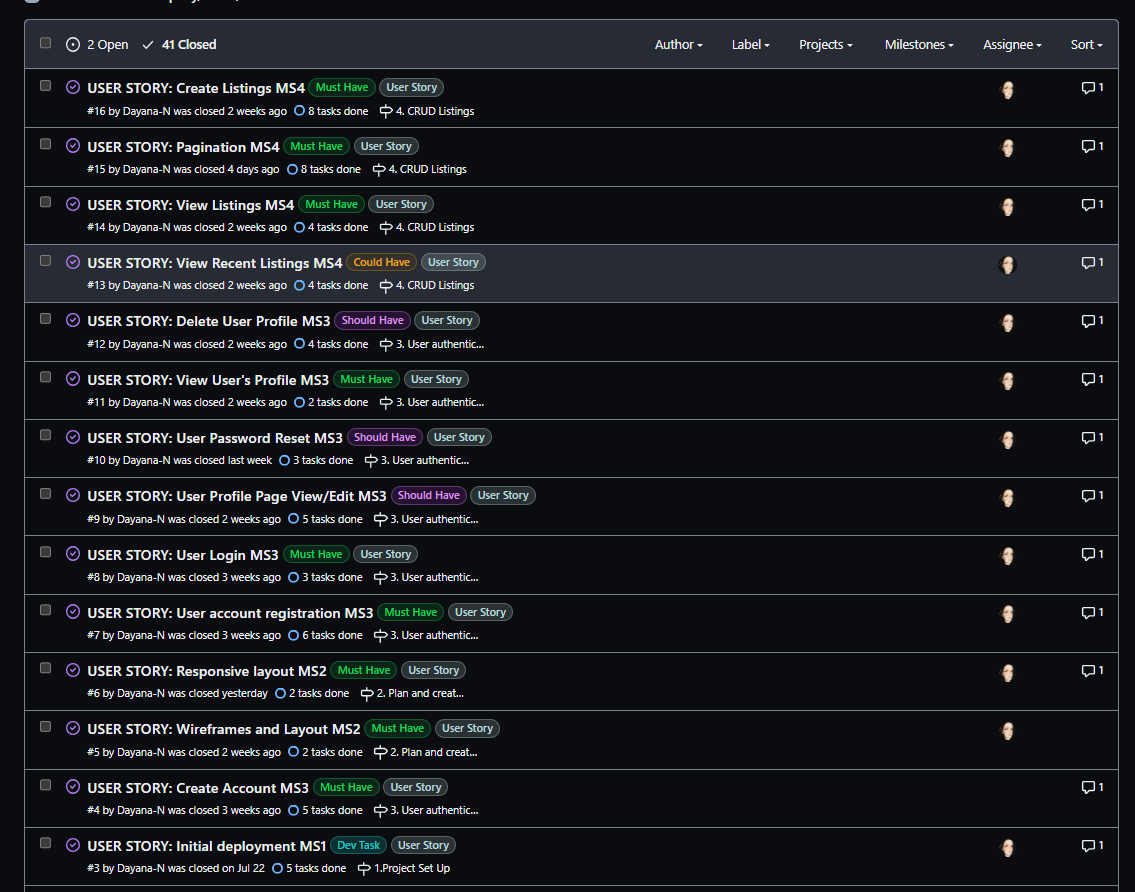 2 Open 41 Closed Author Label Projects Milestones Assignee Sort
USER STORY: Create Listings MS4 Must Have User Story 1
#16 by Dayana-N was closed 2 weeks ago 8 tasks done 4. CRUD Listings
USER STORY: Pagination MS4 Must Have User Story 1
#15 by Dayana-N was closed 4 days ago 8 tasks done 4. CRUD Listings
USER STORY: View Listings MS4 Must Have User Story 1
#14 by Dayana-N was closed 2 weeks ago 4 tasks done 4. CRUD Listings
USER STORY: View Recent Listings MS4 Could Have User Story 1
#13 by Dayana-N was closed 2 weeks ago 4 tasks done 4. CRUD Listings
USER STORY: Delete User Profile MS3 Should Have User Story 1
#12 by Dayana-N was closed 2 weeks ago 4 tasks done 3. User authentic...
USER STORY: View User's Profile MS3 Must Have User Story 1
#11 by Dayana-N was closed 2 weeks ago 2 tasks done 3. User authentic...
USER STORY: User Password Reset MS3 Should Have User Story 1
#10 by Dayana-N was closed last week 3 tasks done 3. User authentic...
USER STORY: User Profile Page View/Edit MS3 Should Have User Story 1
#9 by Dayana-N was closed 2 weeks ago 5 tasks done 3. User authentic...
USER STORY: User Login MS3 Must Have User Story 1
#8 by Dayana-N was closed 3 weeks ago 3 tasks done 3. User authentic...
USER STORY: User account registration MS3 Must Have User Story 1
#7 by Dayana-N was closed 3 weeks ago 6 tasks done 3. User authentic...
USER STORY: Responsive layout MS2 Must Have User Story 1
#6 by Dayana-N was closed yesterday 2 tasks done 2. Plan and creat...
USER STORY: Wireframes and Layout MS2 Must Have User Story
#5 by Dayana-N was closed 2 weeks ago 2 tasks done 2. Plan and creat...
USER STORY: Create Account MS3 Must Have User Story 1
#4 by Dayana-N was closed 3 weeks ago 5 tasks done 3. User authentic...
USER STORY: Initial deployment MS1 Dev Task User Story 1
#3 by Dayana-N was closed on Jul 22 5 tasks done 1.Project Set Up